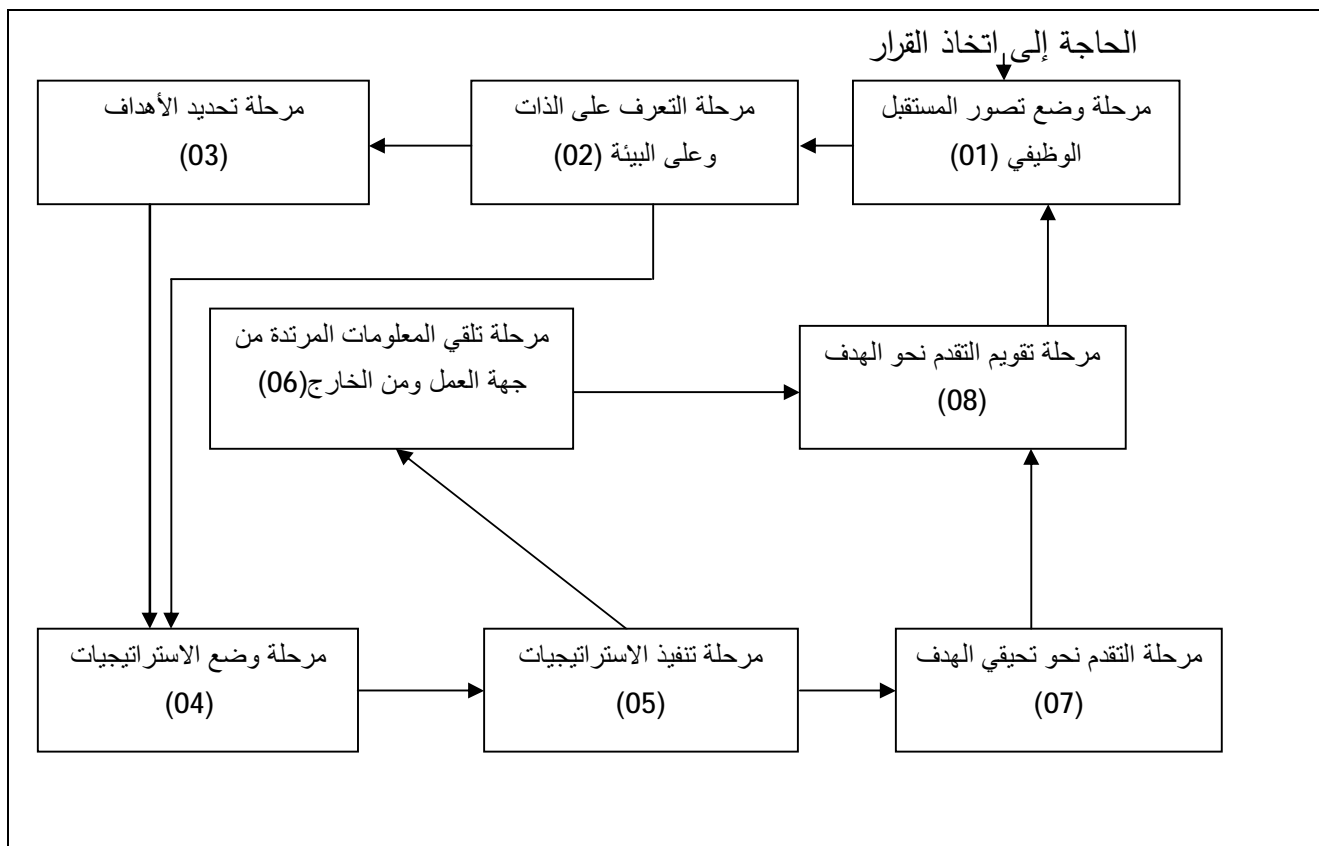 الحاجة إلى اتخاذ القرار
مرحلة وضع تصور المستقبل
الوظيفي (01)
مرحلة التعرف على الذات
وعلى البيئة (02)
مرحلة تحديد الأهداف
(03)
مرحلة تلقي المعلومات المرتدة من
جهة العمل ومن الخارج(06)
مرحلة تقويم التقدم نحو الهدف
(08)
مرحلة وضع الاستراتيجيات
(04)
مرحلة تنفيذ الاستراتيجيات
(05)
مرحلة التقدم نحو تحيقي الهدف
(07)